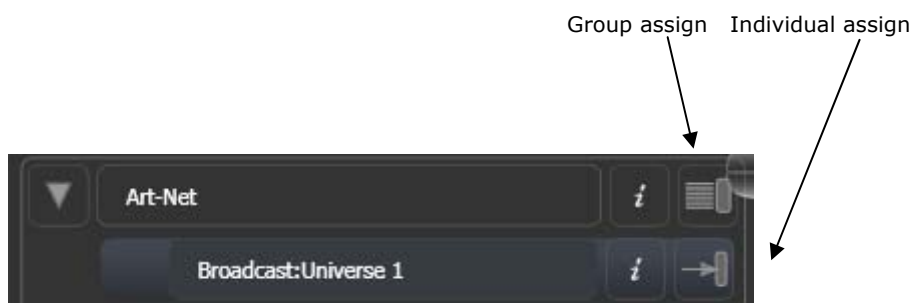 Group assign Individual assign
Art-Net i
Broadcast:Universe 1 i